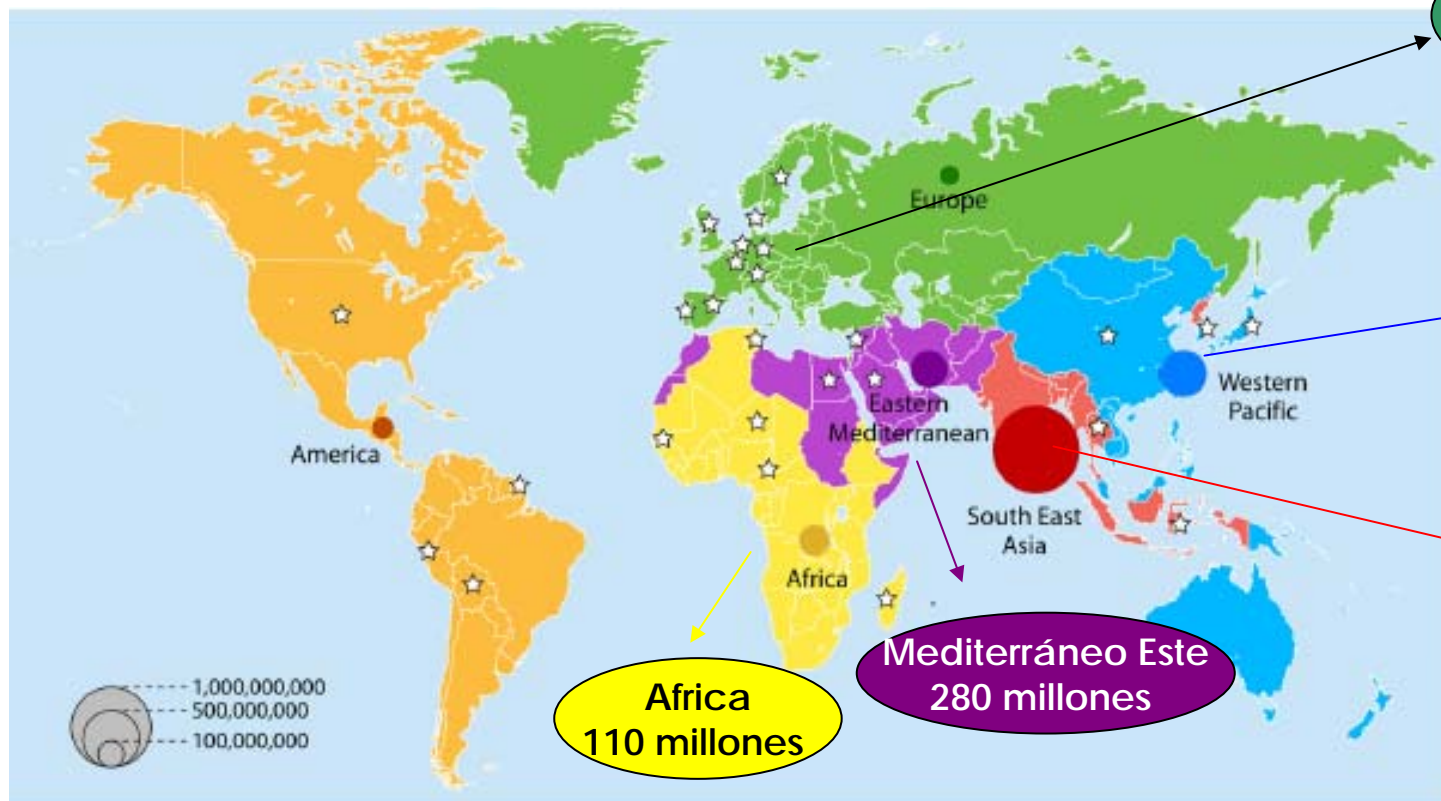 Europe
Western
Pacific
Eastern
Mediterranean
America
South East
Asia
Africa
Mediterráneo Este
280 millones
Africa
110 millones
1,000,000,000
500,000,000
100,000,000